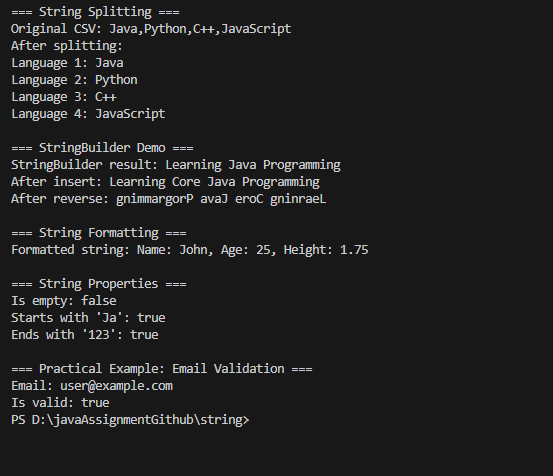 === String Splitting ===
Original CSV: Java,Python,C++,JavaScript
After splitting:
Language 1: Java
Language 2: Python
Language 3: C++
Language 4: JavaScript
=== StringBuilder Demo ===
StringBuilder result: Learning Java Programming
After insert: Learning Core Java Programming
After reverse: gnimmargorP avaJ eroC gninraeL
=== String Formatting ===
Formatted string: Name: John, Age: 25, Height: 1.75
=== String Properties ===
Is empty: false
Starts with 'Ja': true
Ends with '123': true
=== Practical Example: Email Validation ===
Email: user@example.com
Is valid: true
PS D:\javaAssignmentGithub\string>